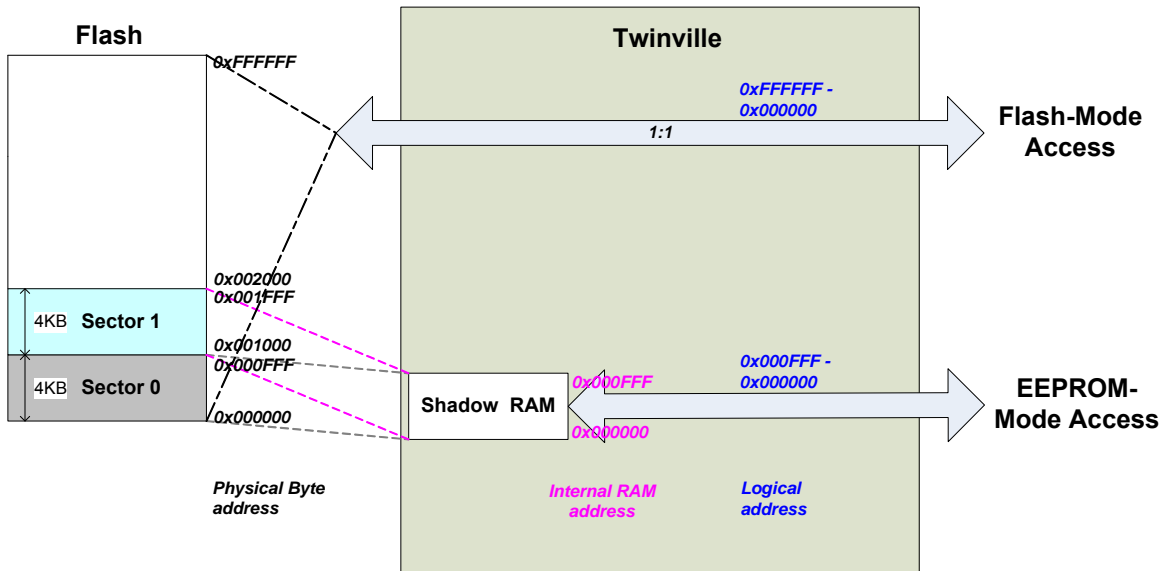 Flash
Twinville
0xFFFFFF
0xFFFFFF -
0x000000
1:1
Flash-Mode
Access
0x002000
0x001FFF
4KB Sector 1
0x001000
0x000FFF
4KB Sector 0
0x000000
Shadow RAM
0x000FFF
0x000000
0x000FFF -
0x000000
EEPROM-
Mode Access
Physical Byte
address
Internal RAM
address
Logical
address